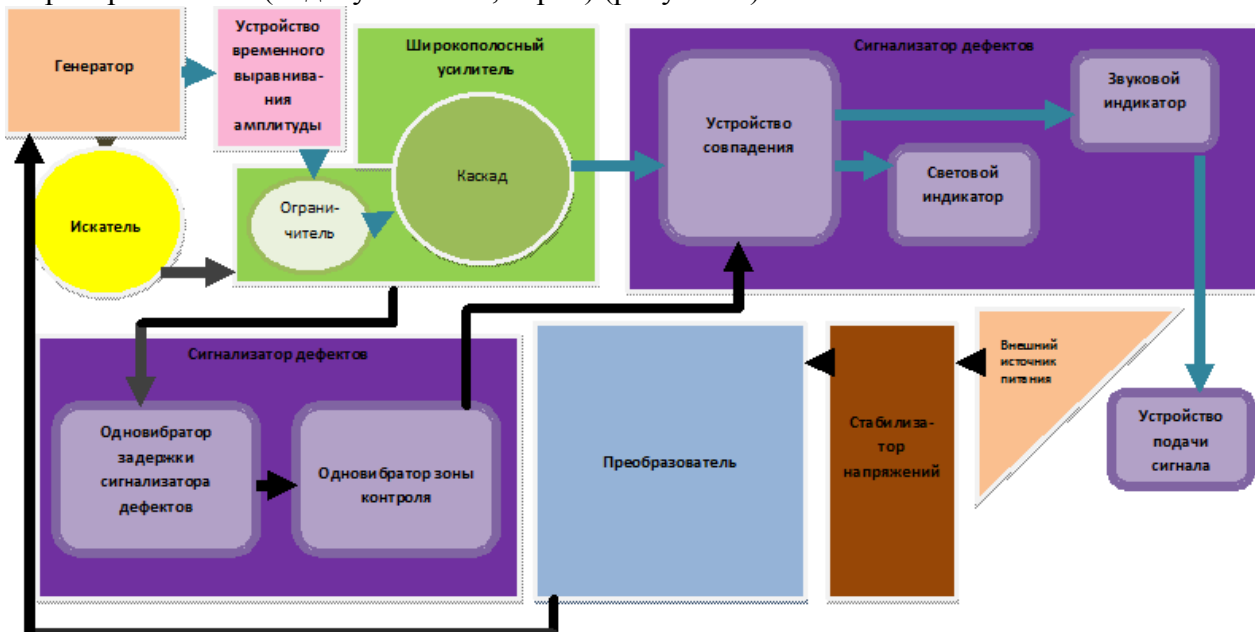 Генератор
Устройство
временного
выравнива-
ния
амплитуды
Широкополосный
усилитель
Сигнализатор дефектов
Устройство
совпадения
Звуковой
индикатор
Каскад
Световой
индикатор
Искатель
Ограни-
читель
Сигнализатор дефектов
Одновибратор
задержки
сигнализатора
дефектов
Одновибратор зоны
контроля
Преобразователь
Стабилиза-
тор
напряжений
Внешний
источник
питания
Устройство
подачи
сигнала